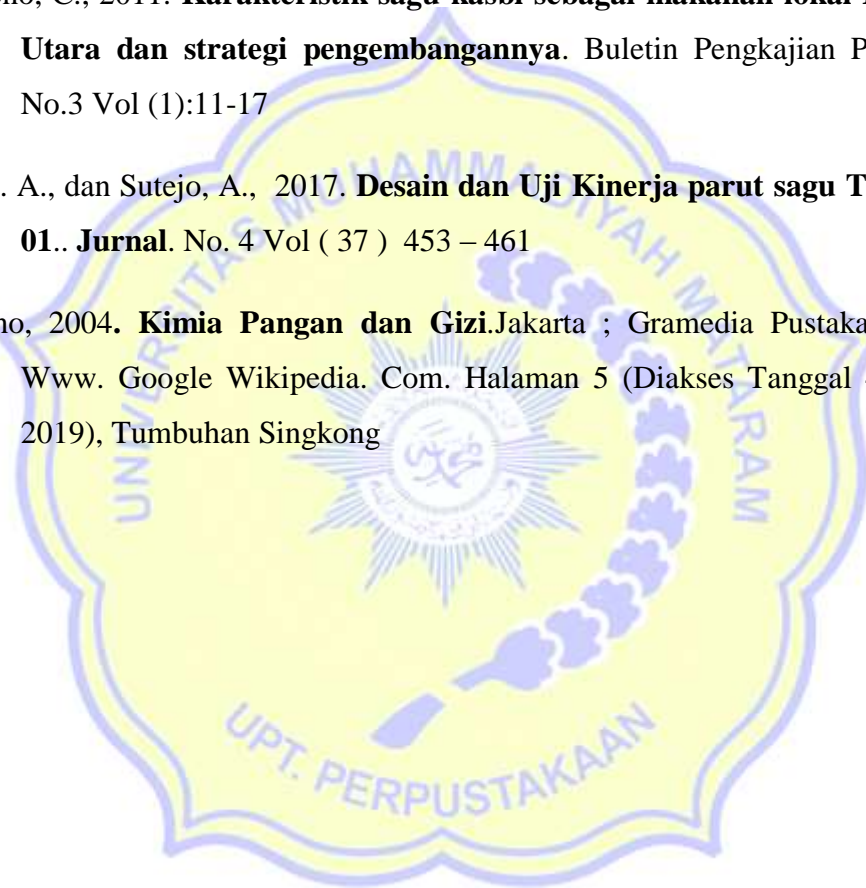 C., 2011. Karakteristik sagu kasbi sebagai makanan lokal
Utara dan strategi pengembangannya. Buletin Pengkajian
No.3 Vol (1):11-17
A., dan Sutejo, A., 2017. Desain dan Uji Kinerja parut sagu
01.. Jurnal. No. 4 Vol ( 37 ) 453 – 461
2004. Kimia Pangan dan Gizi.Jakarta ; Gramedia Pustaka
Www. Google Wikipedia. Com. Halaman 5 (Diakses Tanggal
2019), Tumbuhan Singkong
UNIVERSITAS MUHAMMADIYAH MATARAM
UPT. PERPUSTAKAAN